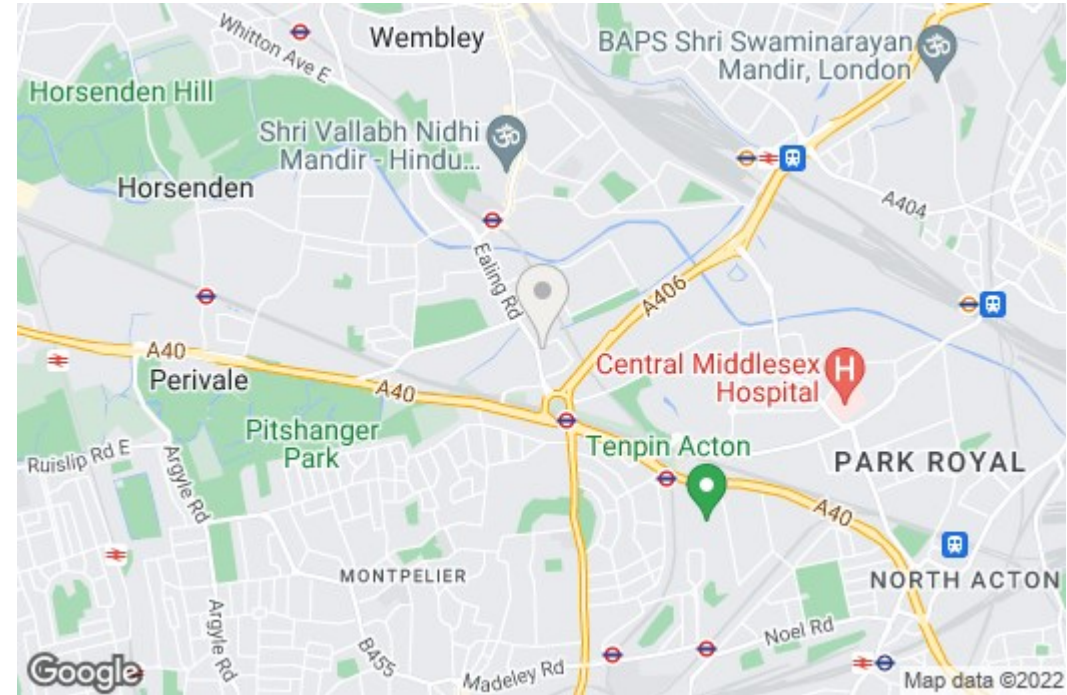 Whitton Ave E
Wembley
BAPS Shri Swaminarayan
Mandir, London
Horsenden Hill
Shri Vallabh Nidhi
Mandir - Hindu...
Horsenden
A404
Ealing Rd
A406
A40
Perivale
A40
Central Middlesex
Hospital
H
Pitshanger
Park
Tenpin Acton
Ruislip Rd E
Argyle Rd
PARK ROYAL
A40
MONTPELIER
NORTH ACTON
Argyle Rd
B455
Noel Rd
Madeley Rd
Google
Map data ©2022